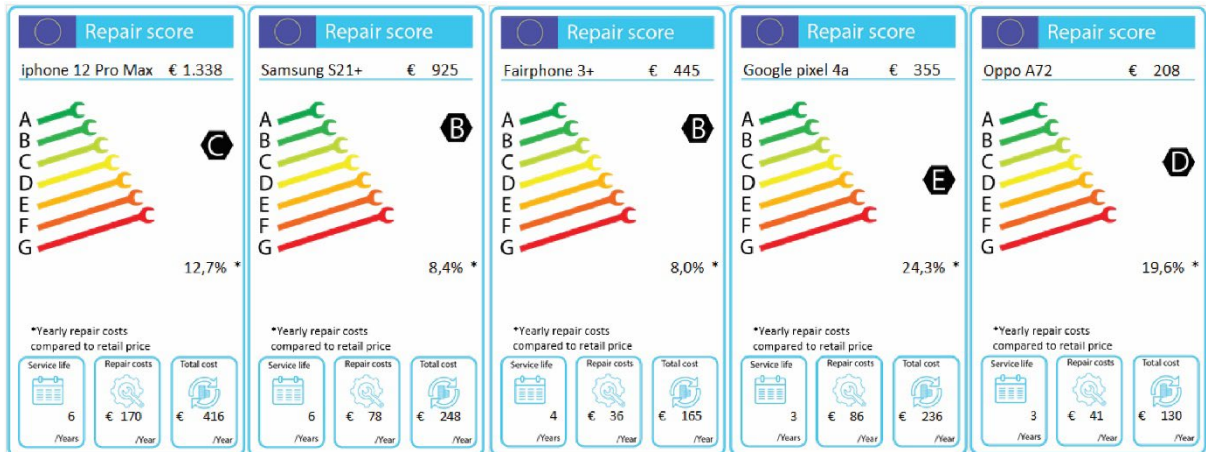 Repair score
iphone 12 Pro Max € 1.338
A
B
C
D
E
F
G
C
12,7% *
*Yearly repair costs
compared to retail price
Service life
6
/Years
Repair costs
€ 170
/Year
Total cost
€ 416
/Year
Repair score
Samsung S21+ € 925
A
B
C
D
E
F
G
B
8,4% *
*Yearly repair costs
compared to retail price
Service life
6
/Years
Repair costs
€ 78
/Year
Total cost
€ 248
/Year
Repair score
Fairphone 3+ € 445
A
B
C
D
E
F
G
B
8,0% *
*Yearly repair costs
compared to retail price
Service life
4
/Years
Repair costs
€ 36
/Year
Total cost
€ 165
/Year
Repair score
Google pixel 4a € 355
A
B
C
D
E
F
G
E
24,3% *
*Yearly repair costs
compared to retail price
Service life
3
/Years
Repair costs
€ 86
/Year
Total cost
€ 236
/Year
Repair score
Oppo A72 € 208
A
B
C
D
E
F
G
D
19,6% *
*Yearly repair costs
compared to retail price
Service life
3
/Years
Repair costs
€ 41
/Year
Total cost
€ 130
/Year